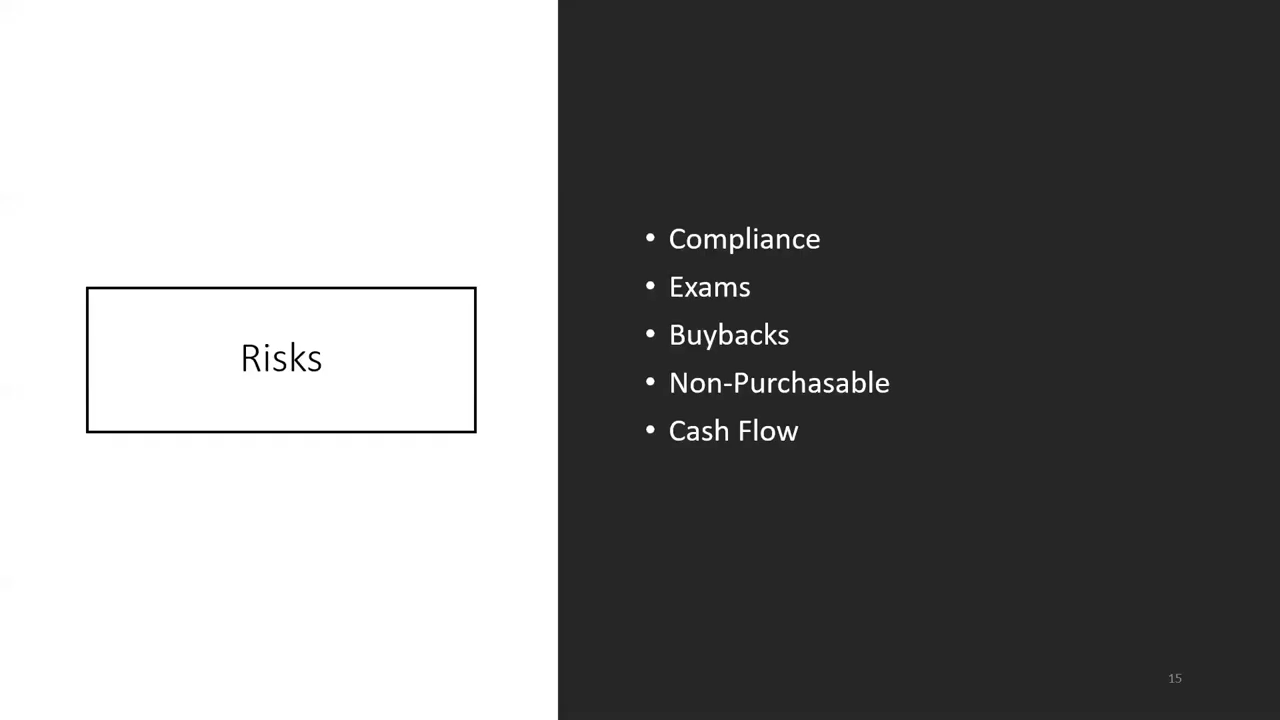 Risks
• Compliance
• Exams
• Buybacks
• Non-Purchasable
• Cash Flow
15